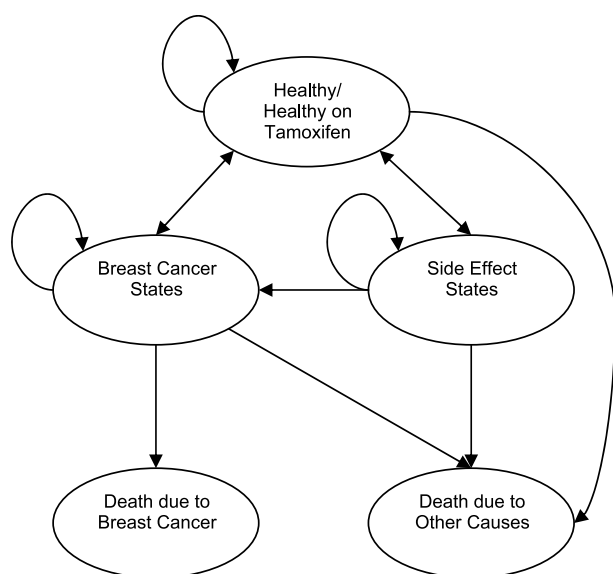 Healthy/
Healthy on
Tamoxifen
Breast Cancer
States
Side Effect
States
Death due to
Breast Cancer
Death due to
Other Causes